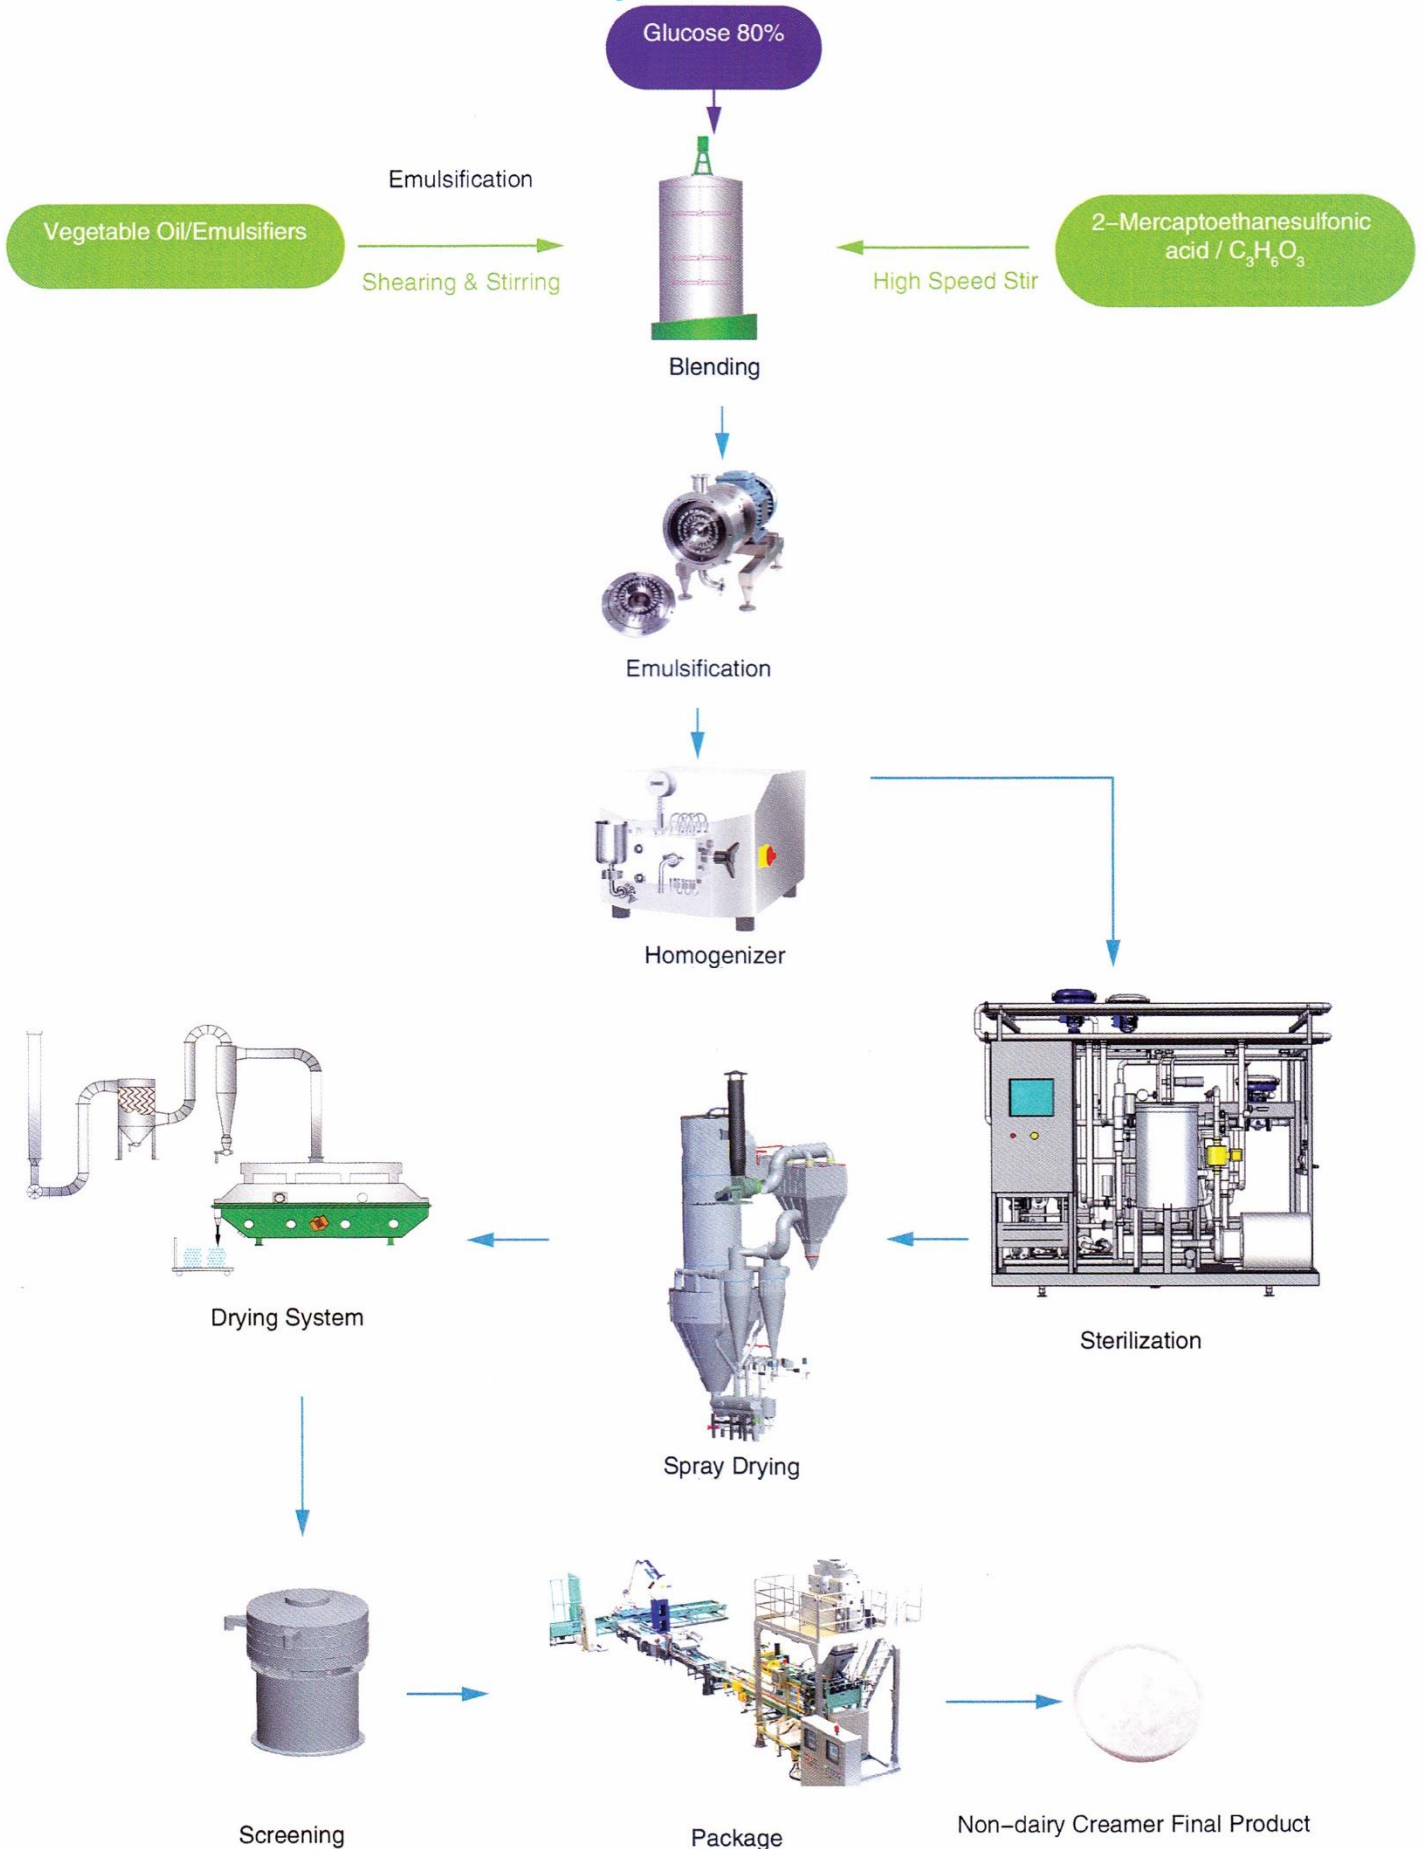 Glucose 80%
Emulsification
Vegetable Oil/Emulsifiers
Shearing & Stirring
2-Mercaptoethanesulfonic
acid / C₃H₆O₃
High Speed Stir
Blending
Emulsification
Homogenizer
Drying System
Sterilization
Spray Drying
Screening
Package
Non-dairy Creamer Final Product